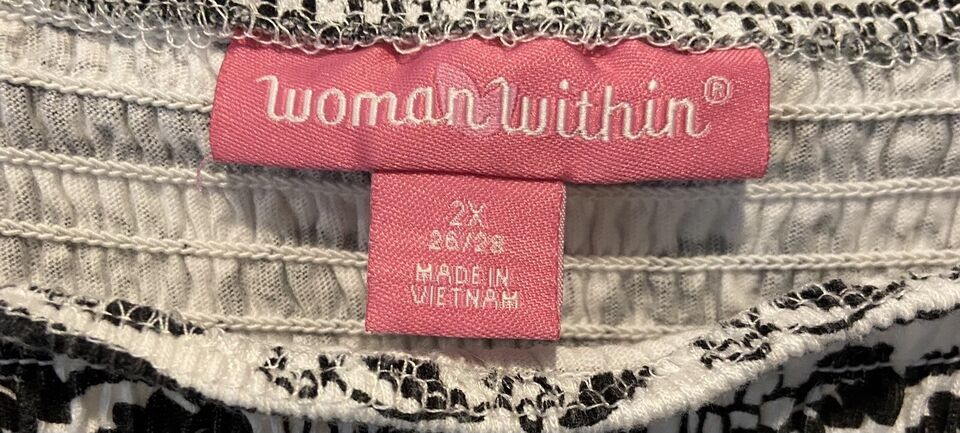 woman within®
2X
26/28
MADE IN
VIETNAM